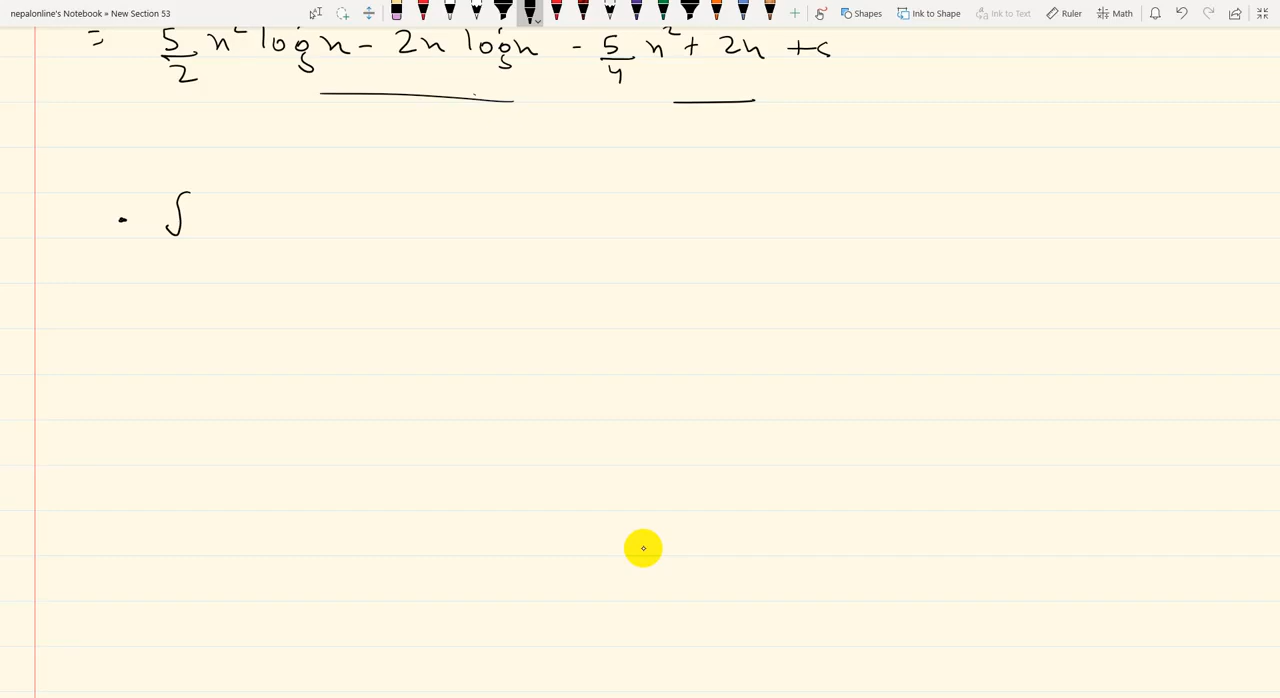 nepalonline's Notebook » New Section 53
Shapes Ink to Shape Ink to Text Ruler Math
= 5/2 x² log x - 2x log x - 5/4 x² + 2x + c
• ∫